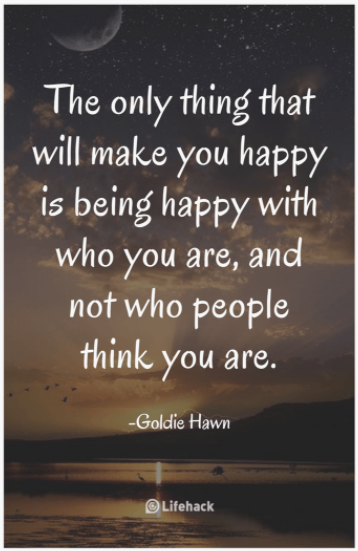 The only thing that
will make you happy
is being happy with
who you are, and
not who people
think you are.
-Goldie Hawn
Lifehack